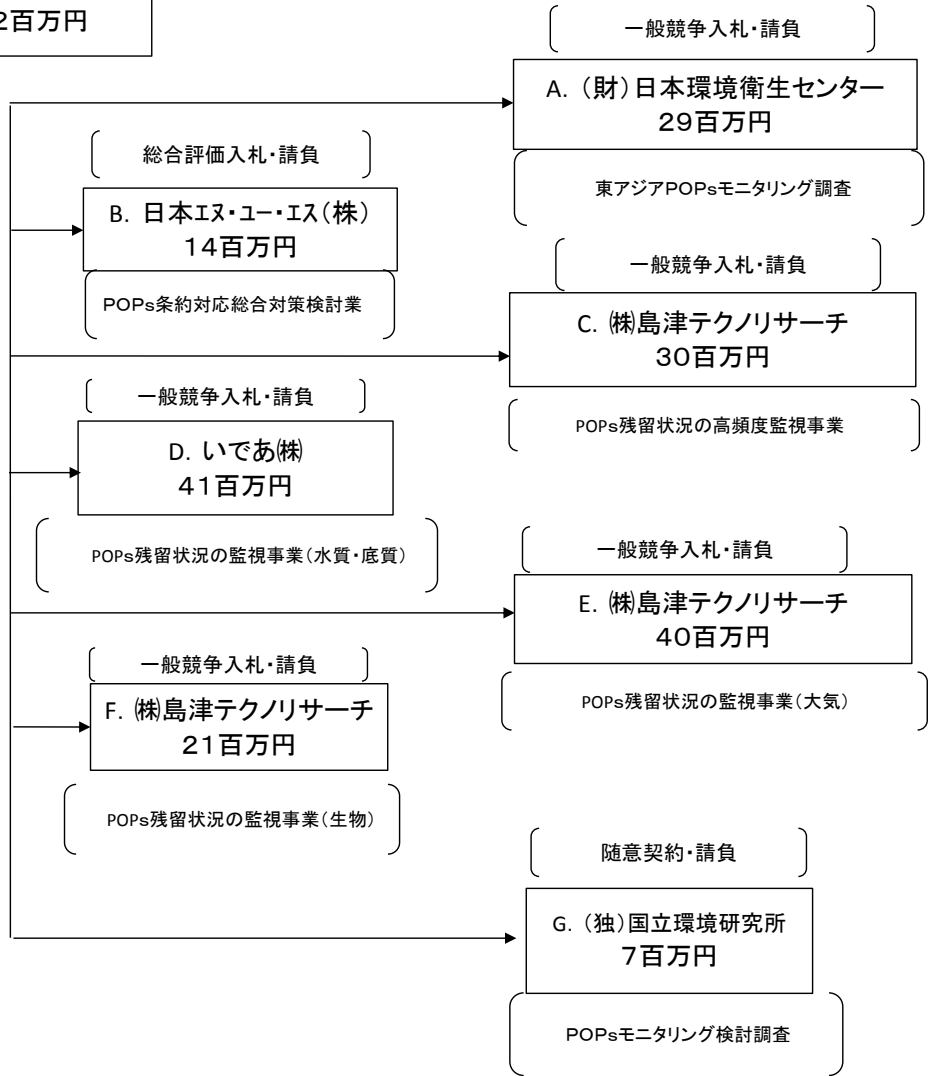 2百万円
一般競争入札・請負
A. （財）日本環境衛生センター
29百万円
東アジアPOPsモニタリング調査
総合評価入札・請負
B. 日本エヌ・ユー・エス（株）
14百万円
POPs条約対応総合対策検討業
一般競争入札・請負
C. ㈱島津テクノリサーチ
30百万円
POPs残留状況の高頻度監視事業
一般競争入札・請負
D. いであ㈱
41百万円
POPs残留状況の監視事業（水質・底質）
一般競争入札・請負
E. ㈱島津テクノリサーチ
40百万円
POPs残留状況の監視事業（大気）
一般競争入札・請負
F. ㈱島津テクノリサーチ
21百万円
POPs残留状況の監視事業（生物）
随意契約・請負
G. （独）国立環境研究所
7百万円
POPsモニタリング検討調査